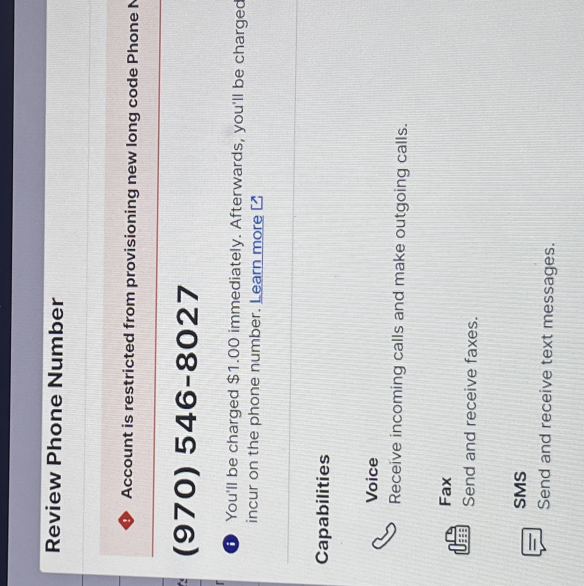 Review Phone Number
Account is restricted from provisioning new long code Phone
(970) 546-8027
You'll be charged $1.00 immediately. Afterwards, you'll be charged
incur on the phone number. Learn more
Capabilities
Voice
Receive incoming calls and make outgoing calls.
Fax
Send and receive faxes.
SMS
Send and receive text messages.